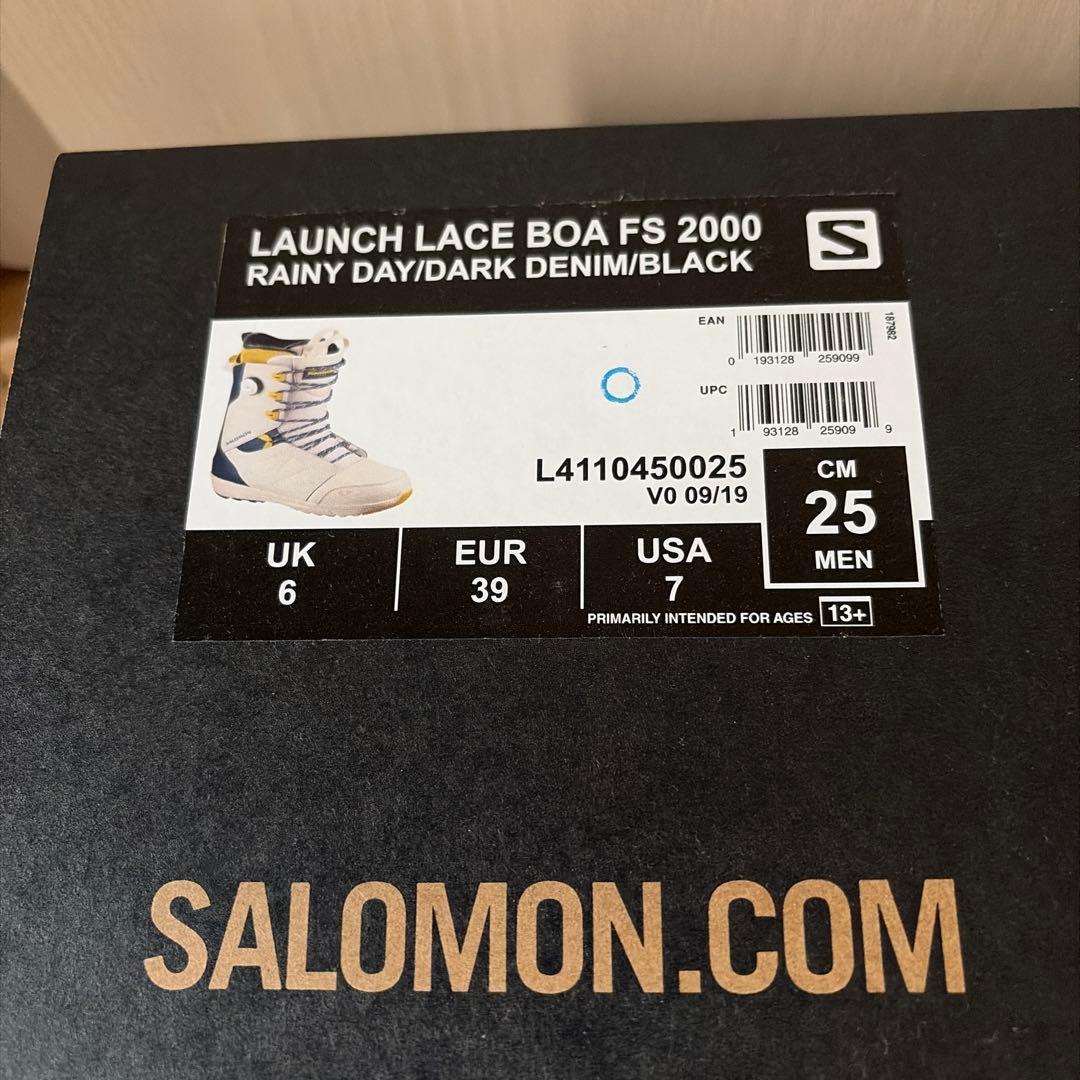 LAUNCH LACE BOA FS 2000
RAINY DAY/DARK DENIM/BLACK
S
EAN
0 193128 259099
187982
UPC
1 93128 25909 9
L4110450025
V0 09/19
CM
25
MEN
UK
6
EUR
39
USA
7
PRIMARILY INTENDED FOR AGES 13+
SALOMON
SALOMON.COM